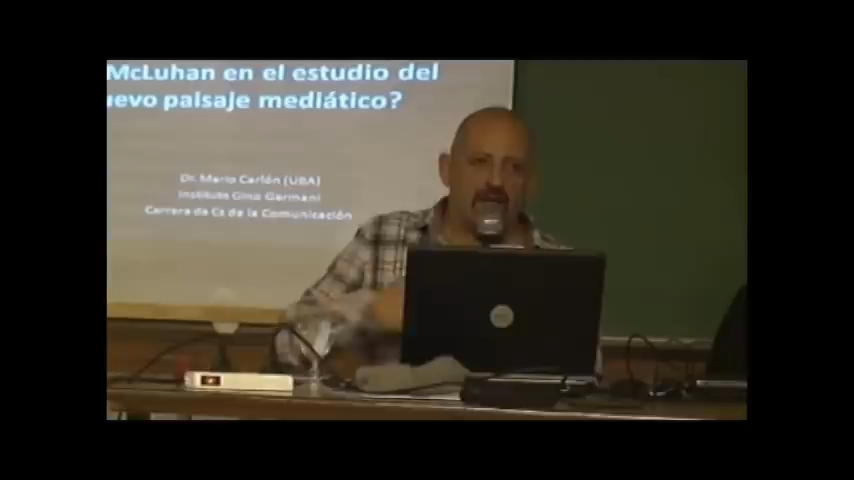 McLuhan en el estudio del
uevo paisaje mediático?
Dr. Mario Carlón (UBA)
Instituto Gino Germani
Carrera de Cs de la Comunicación